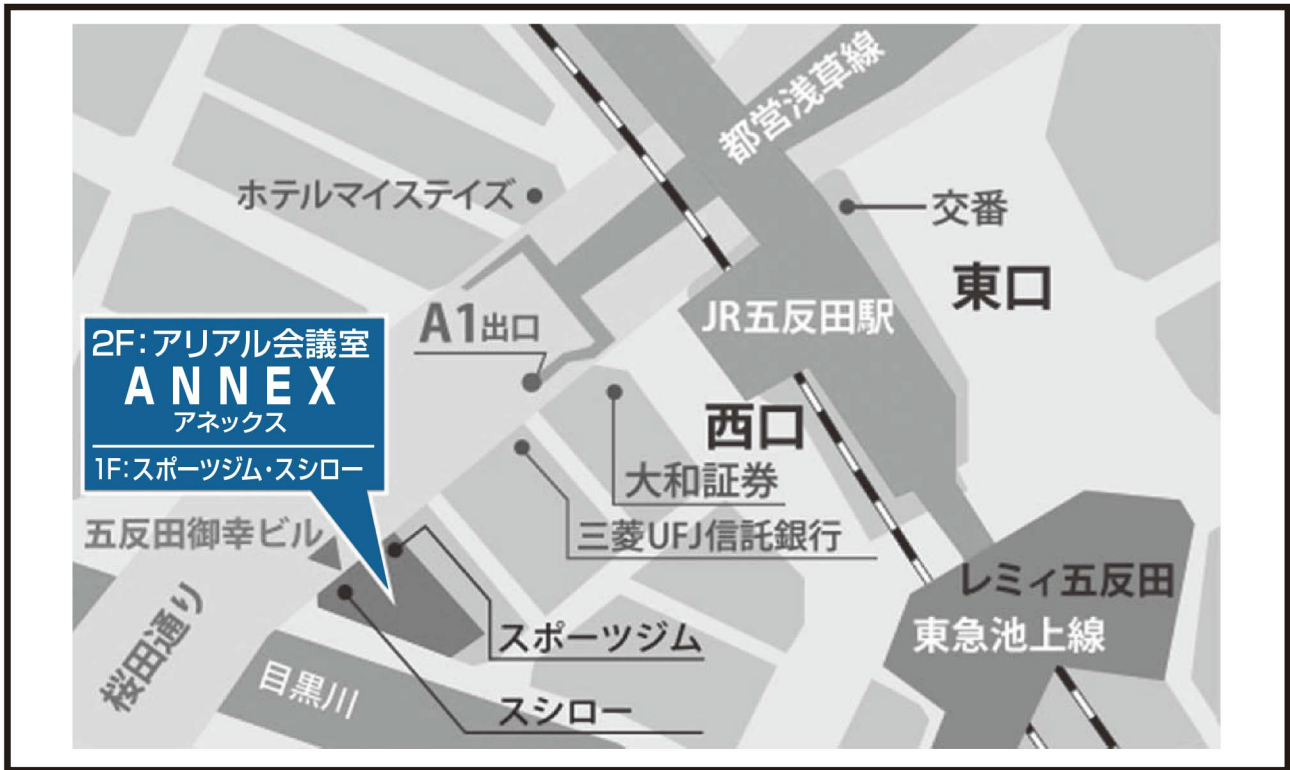 都営浅草線
ホテルマイステイズ
交番
東口
JR五反田駅
A1出口
2F:アリアル会議室
ANNEX
アネックス
1F:スポーツジム・スシロー
西口
大和証券
三菱UFJ信託銀行
五反田御幸ビル
レミィ五反田
東急池上線
桜田通り
スポーツジム
目黒川
スシロー